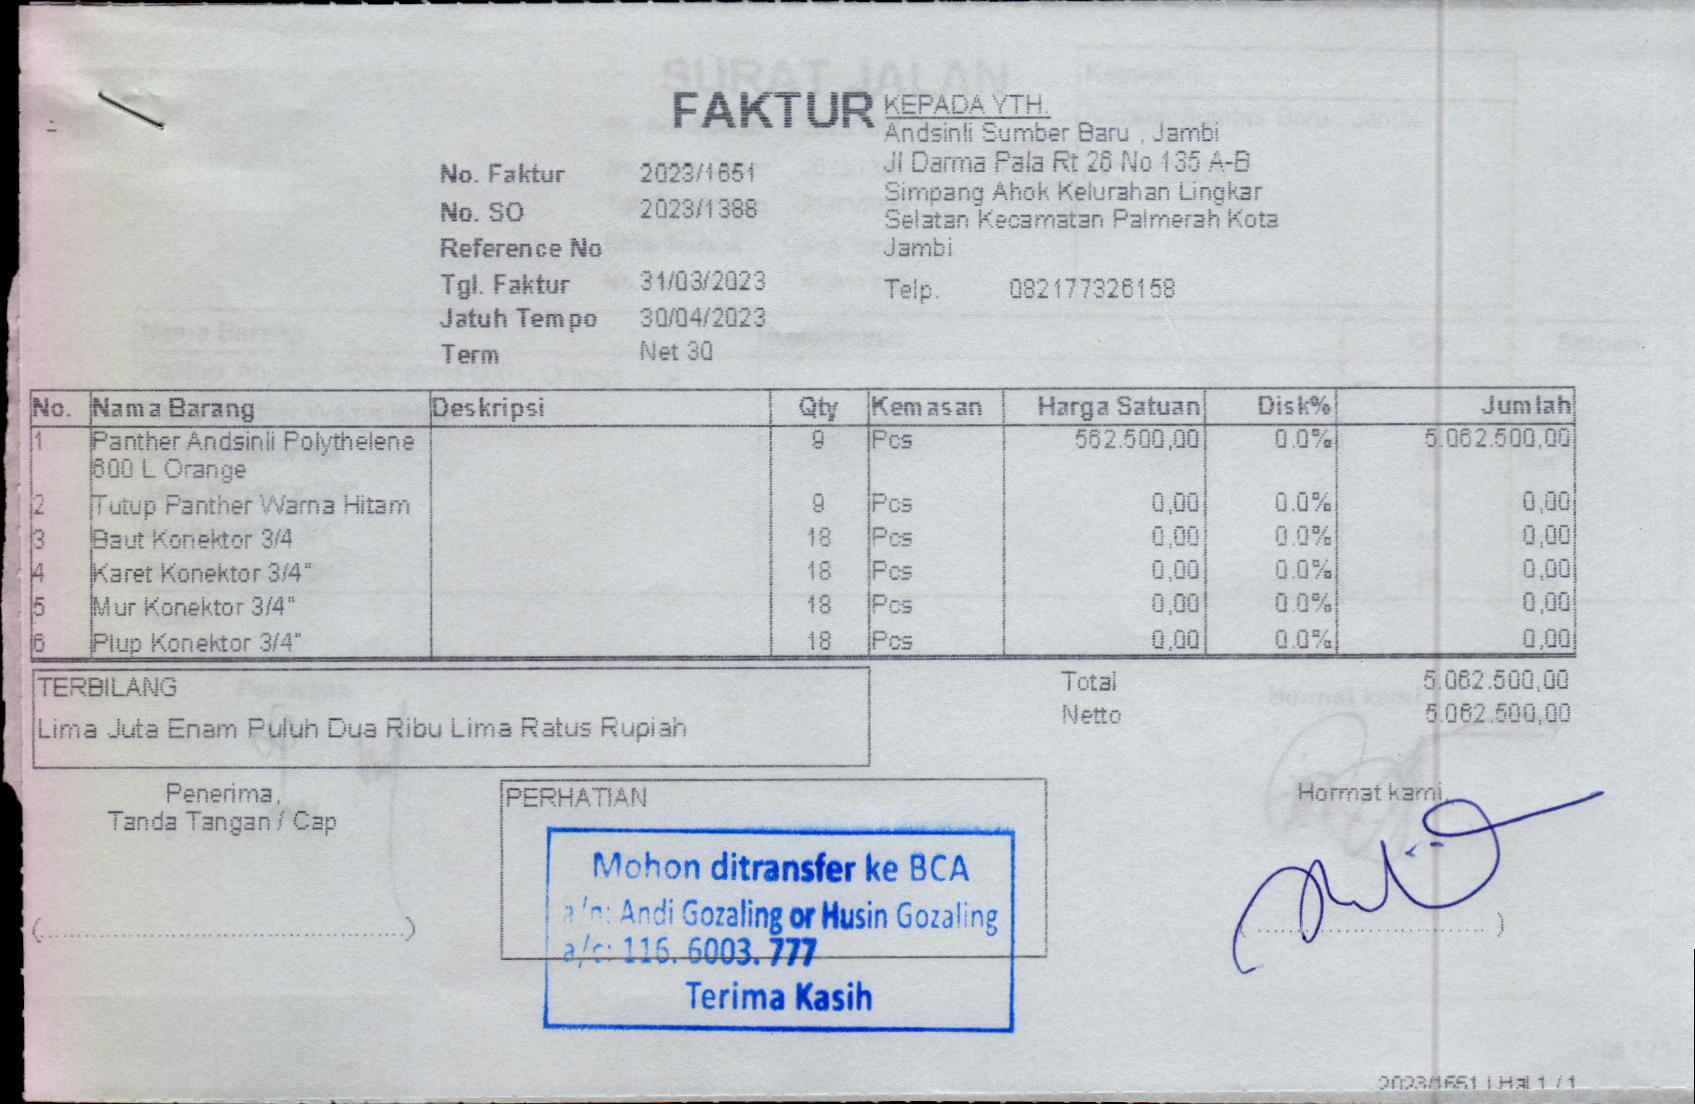 FAKTUR
KEPADA YTH.
Andsinli Sumber Baru , Jambi
Jl Darma Pala Rt 26 No 135 A-B
Simpang Ahok Kelurahan Lingkar
Selatan Kecamatan Palmerah Kota
Jambi
Telp. 082177326158
No. Faktur 2023/1651
No. SO 2023/1388
Reference No
Tgl. Faktur 31/03/2023
Jatuh Tempo 30/04/2023
Term Net 30
No. Nama Barang Deskripsi Qty Kemasan Harga Satuan Disk% Jumlah
1 Panther Andsinli Polythelene 9 Pcs 562.500,00 0.0% 5.062.500,00
600 L Orange
2 Tutup Panther Warna Hitam 9 Pcs 0,00 0.0% 0,00
3 Baut Konektor 3/4 18 Pcs 0,00 0.0% 0,00
4 Karet Konektor 3/4" 18 Pcs 0,00 0.0% 0,00
5 Mur Konektor 3/4" 18 Pcs 0,00 0.0% 0,00
6 Plup Konektor 3/4" 18 Pcs 0,00 0.0% 0,00
TERBILANG
Lima Juta Enam Puluh Dua Ribu Lima Ratus Rupiah
Total 5.062.500,00
Netto 5.062.500,00
Penerima,
Tanda Tangan / Cap
(..............................................)
PERHATIAN
Mohon ditransfer ke BCA
a/n: Andi Gozaling or Husin Gozaling
a/c: 116. 6003. 777
Terima Kasih
Hormat kami,
(..............................)
2023/1651 | Hal 1 / 1